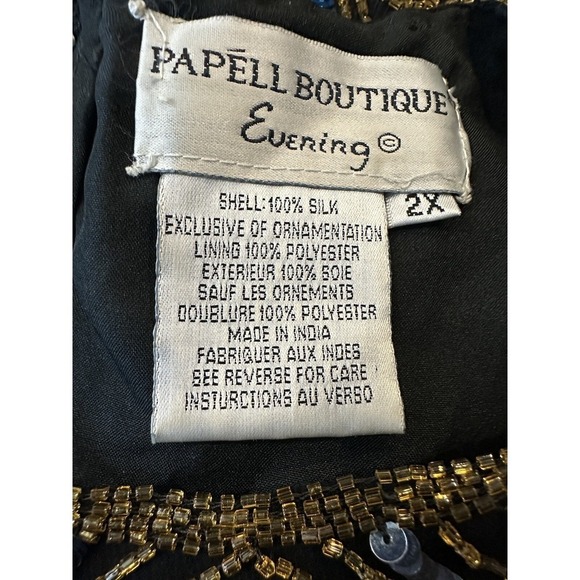 PAPÉLL BOUTIQUE
Evening ©
2X
SHELL: 100% SILK
EXCLUSIVE OF ORNAMENTATION
LINING 100% POLYESTER
EXTERIEUR 100% SOIE
SAUF LES ORNEMENTS
DOUBLURE 100% POLYESTER
MADE IN INDIA
FABRIQUER AUX INDES
SEE REVERSE FOR CARE
INSTURCTIONS AU VERSO